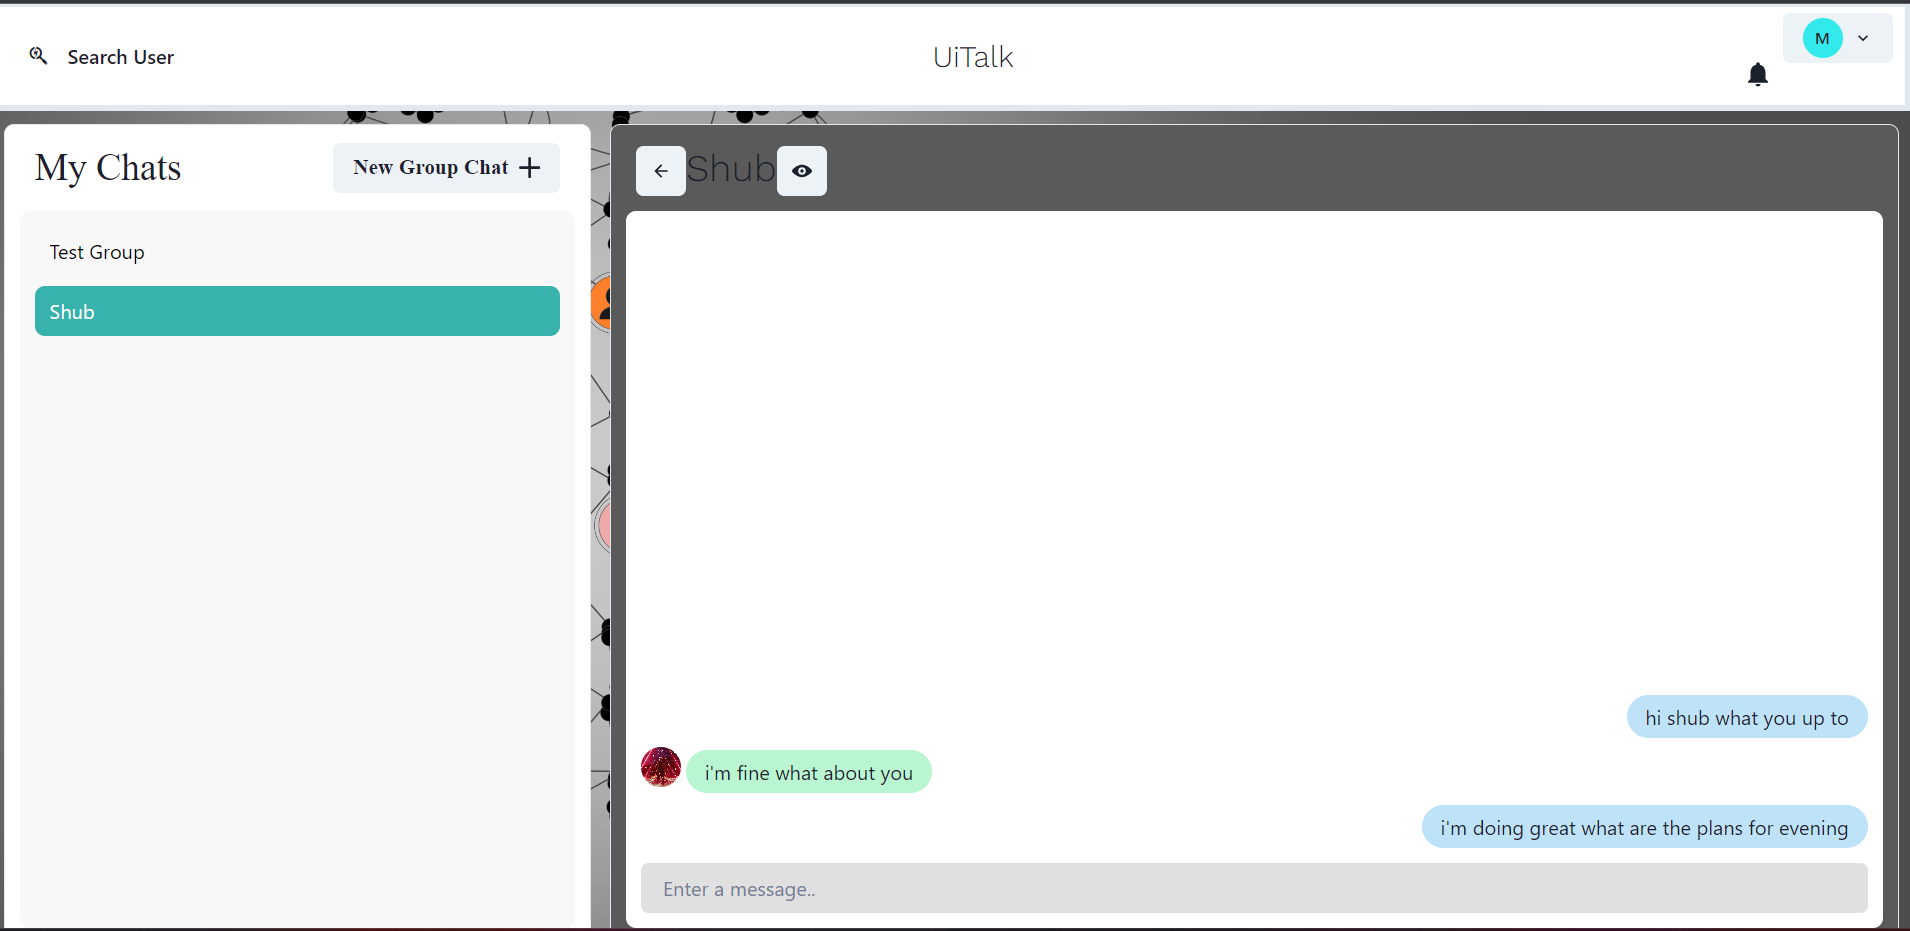 Search User
UiTalk
M
My Chats
New Group Chat
Test Group
Shub
Shub
hi shub what you up to
i'm fine what about you
i'm doing great what are the plans for evening
Enter a message..